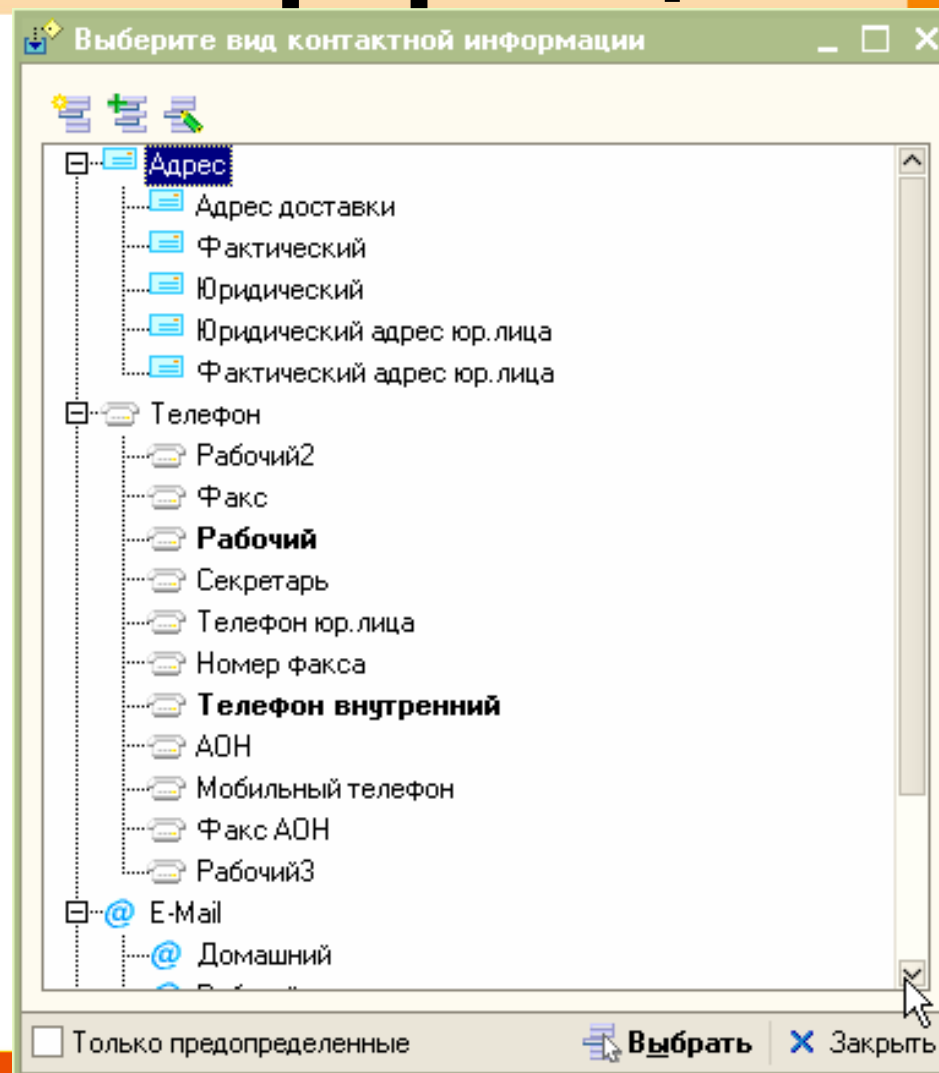 Выберите вид контактной информации
Адрес
Адрес доставки
Фактический
Юридический
Юридический адрес юр.лица
Фактический адрес юр.лица
Телефон
Рабочий2
Факс
Рабочий
Секретарь
Телефон юр.лица
Номер факса
Телефон внутренний
АОН
Мобильный телефон
Факс АОН
Рабочий3
E-Mail
Домашний
Только предопределенные Выбрать Закрыть